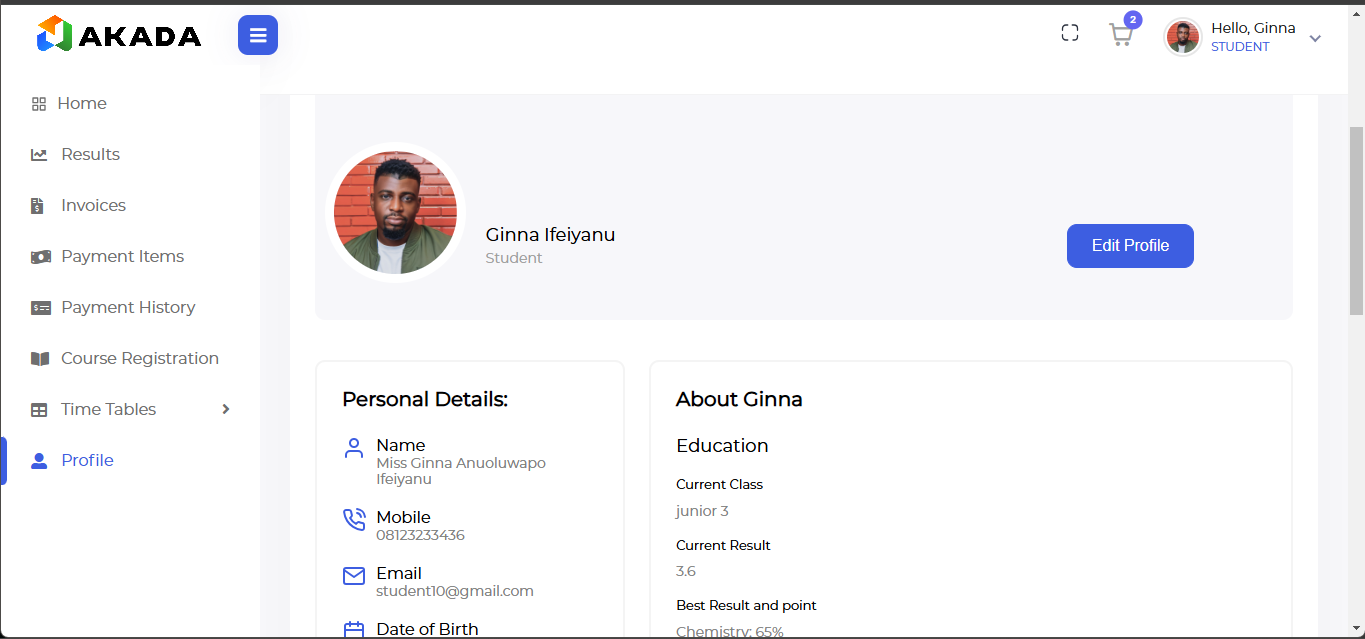 AKADA
2
Hello, Ginna
STUDENT
Home
Results
Invoices
Payment Items
Payment History
Course Registration
Time Tables
Profile
Ginna Ifeiyanu
Student
Edit Profile
Personal Details:
Name
Miss Ginna Anuoluwapo
Ifeiyanu
Mobile
08123233436
Email
student10@gmail.com
Date of Birth
About Ginna
Education
Current Class
junior 3
Current Result
3.6
Best Result and point
Chemistry: 65%